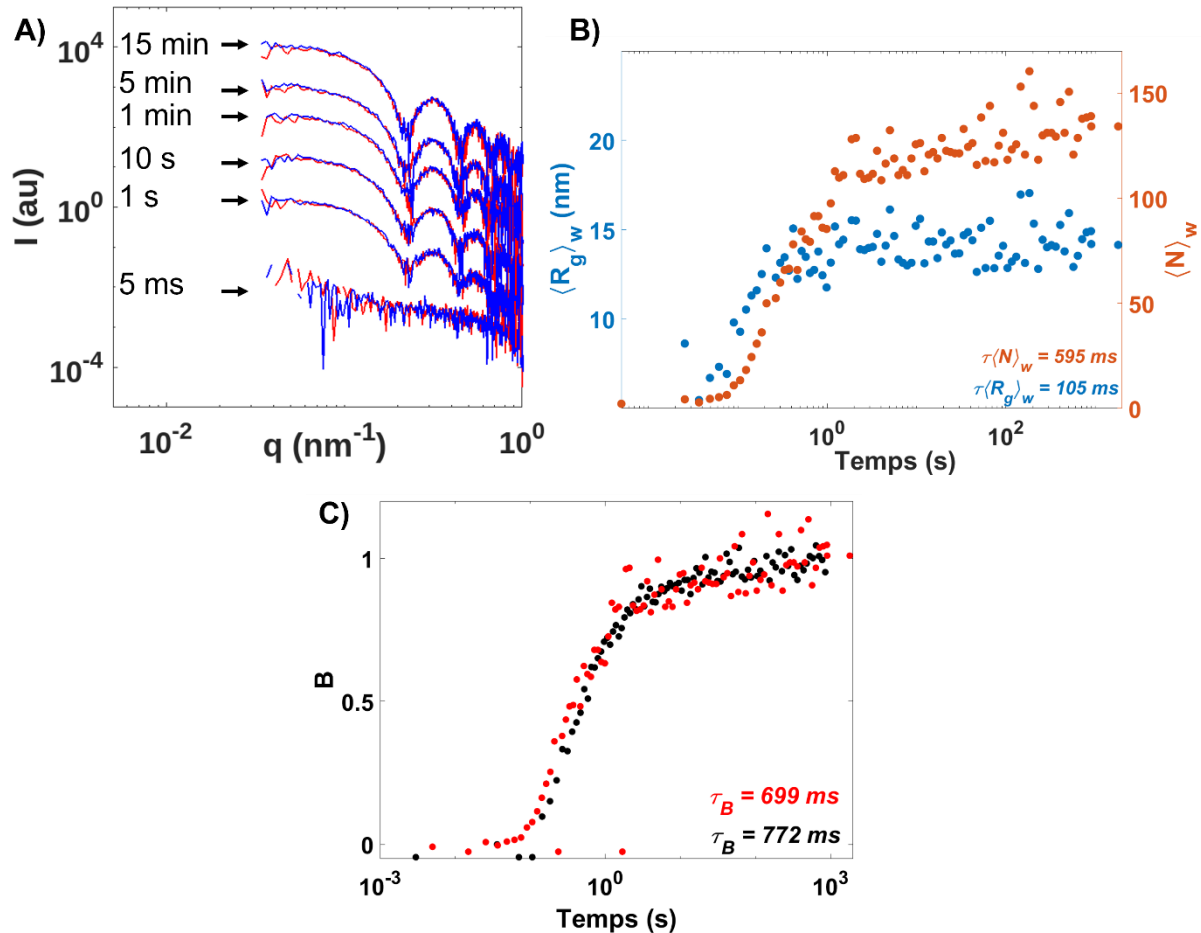 A)
15 min
5 min
1 min
10 s
1 s
5 ms
10⁴
10⁰
10⁻⁴
I (au)
10⁻²
10⁻¹
10⁰
q (nm⁻¹)
B)
20
15
10
⟨R_g⟩_w (nm)
150
100
50
0
⟨N⟩_w
τ⟨N⟩_w = 595 ms
τ⟨R_g⟩_w = 105 ms
10⁰
10²
Temps (s)
C)
1
0.5
0
B
τ_B = 699 ms
τ_B = 772 ms
10⁻³
10⁰
10³
Temps (s)